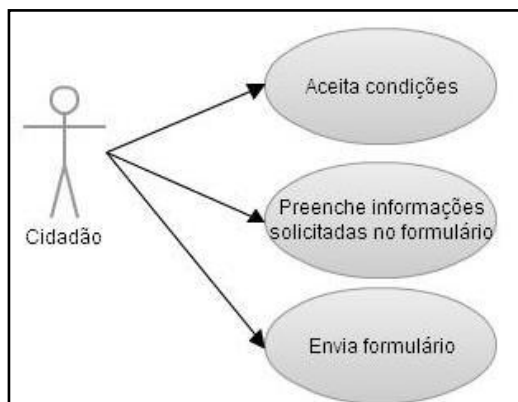 Aceita condições
Preenche informações
solicitadas no formulário
Cidadão
Envia formulário